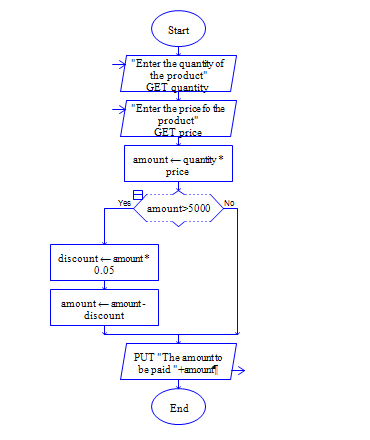 Start
"Enter the quantity of
the product"
GET quantity
"Enter the price fo the
product"
GET price
amount ← quantity *
price
Yes
amount>5000
No
discount ← amount *
0.05
amount ← amount -
discount
PUT "The amount to
be paid "+amount¶
End